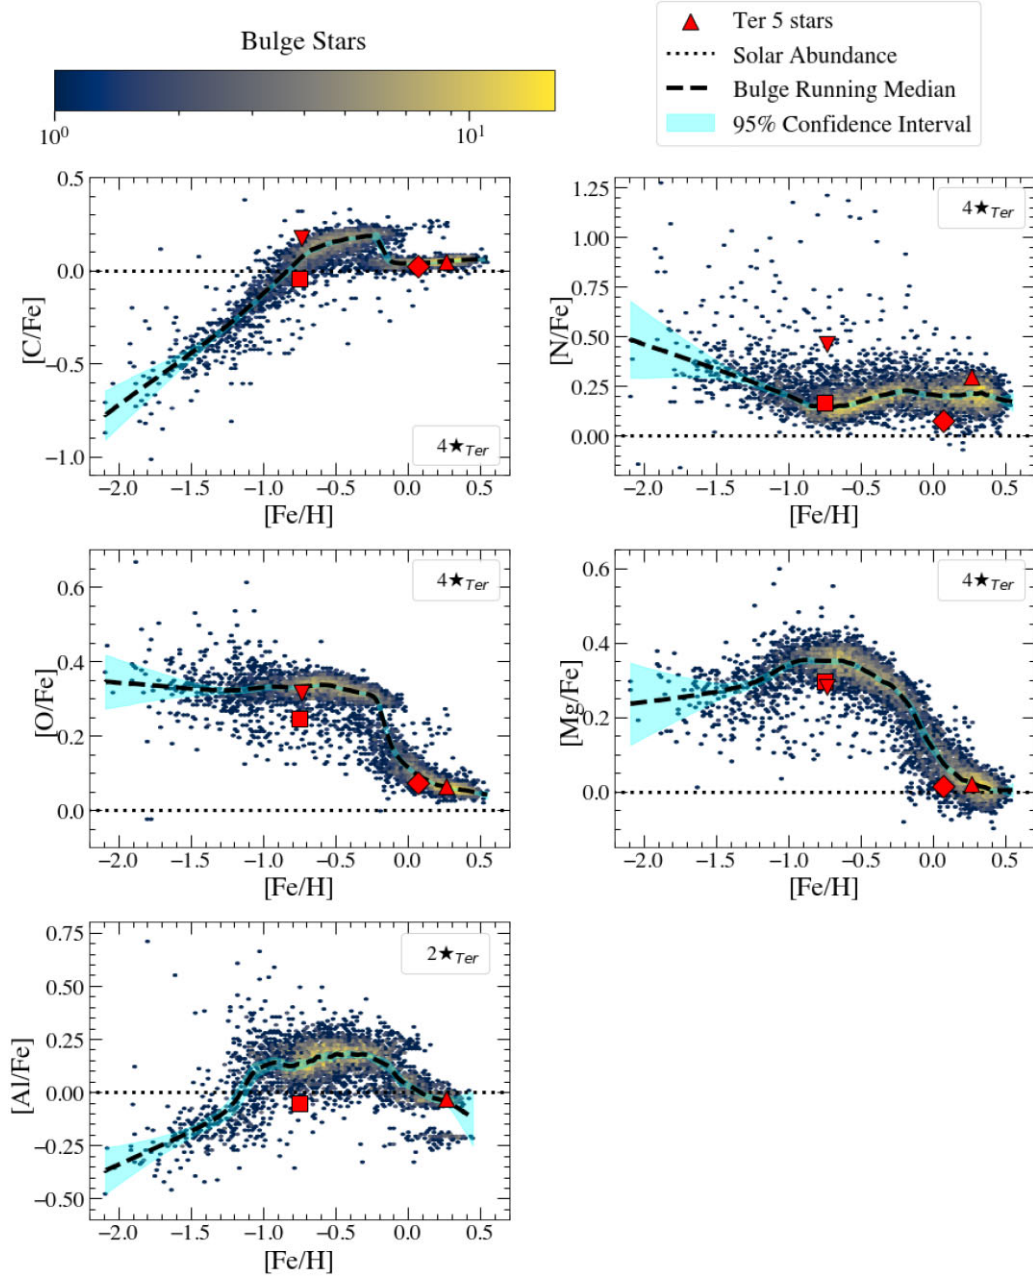 Bulge Stars
10⁰ 10¹
Ter 5 stars
Solar Abundance
Bulge Running Median
95% Confidence Interval
0.5
0.0
−0.5
−1.0
[C/Fe]
4★Ter
−2.0 −1.5 −1.0 −0.5 0.0 0.5
[Fe/H]
1.25
1.00
0.75
0.50
0.25
0.00
[N/Fe]
4★Ter
−2.0 −1.5 −1.0 −0.5 0.0 0.5
[Fe/H]
0.6
0.4
0.2
0.0
[O/Fe]
4★Ter
−2.0 −1.5 −1.0 −0.5 0.0 0.5
[Fe/H]
0.6
0.4
0.2
0.0
[Mg/Fe]
4★Ter
−2.0 −1.5 −1.0 −0.5 0.0 0.5
[Fe/H]
0.75
0.50
0.25
0.00
−0.25
−0.50
[Al/Fe]
2★Ter
−2.0 −1.5 −1.0 −0.5 0.0 0.5
[Fe/H]